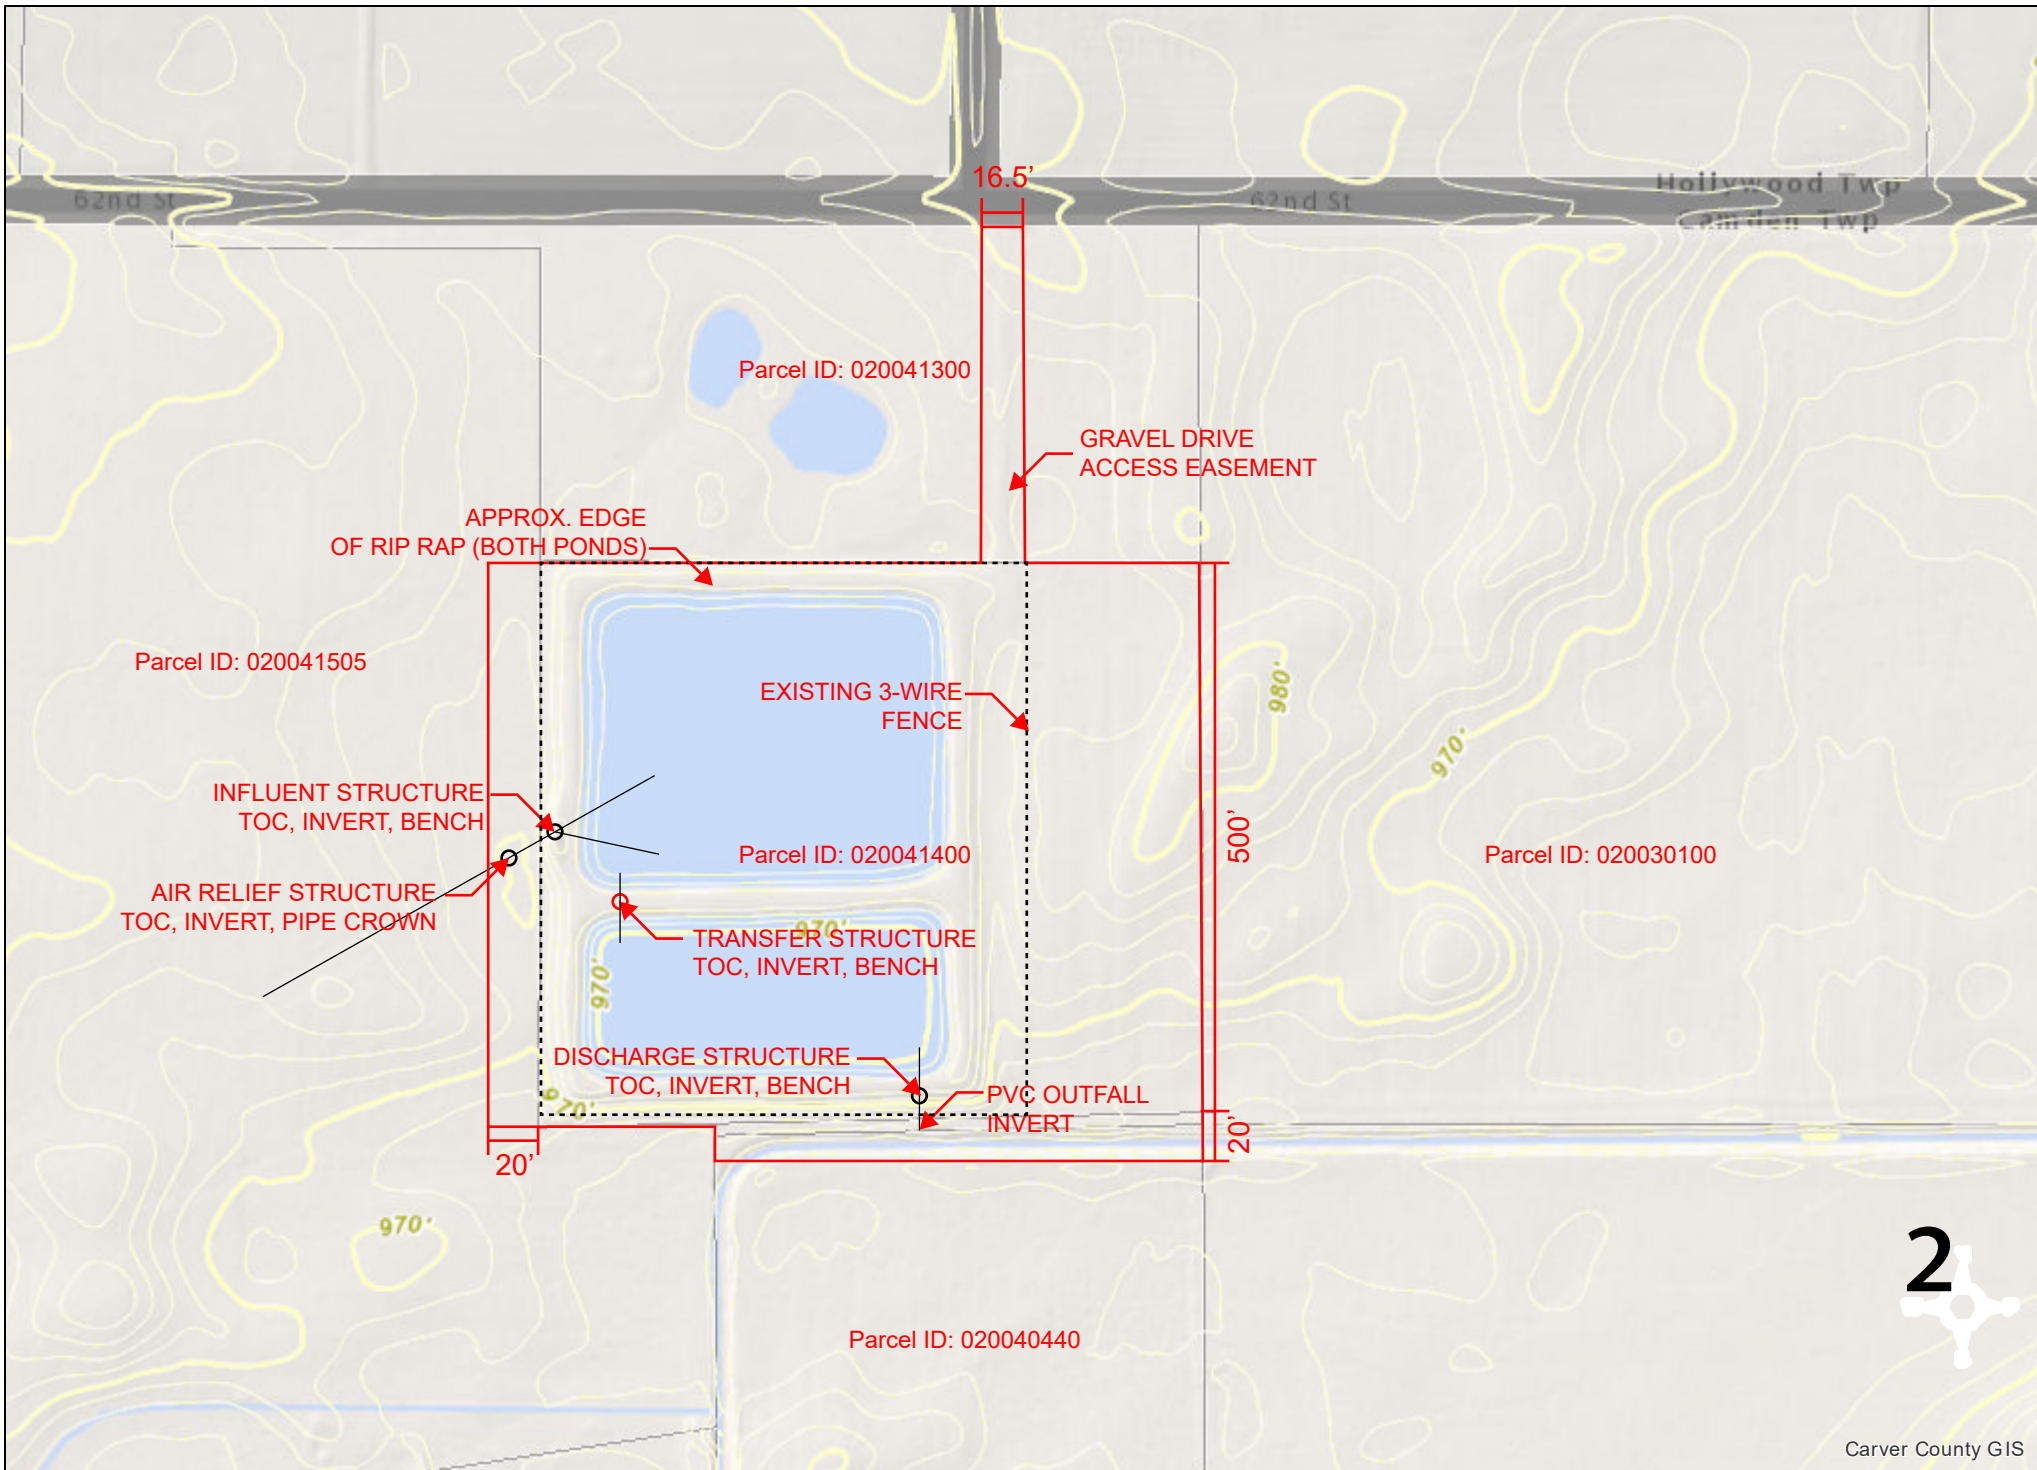 16.5'
Hollywood Twp
62nd St
62nd St
Camden Twp
Parcel ID: 020041300
GRAVEL DRIVE
ACCESS EASEMENT
APPROX. EDGE
OF RIP RAP (BOTH PONDS)
Parcel ID: 020041505
980'
EXISTING 3-WIRE
FENCE
970'
INFLUENT STRUCTURE
TOC, INVERT, BENCH
500'
Parcel ID: 020041400
Parcel ID: 020030100
AIR RELIEF STRUCTURE
TOC, INVERT, PIPE CROWN
970'
TRANSFER STRUCTURE
TOC, INVERT, BENCH
970'
DISCHARGE STRUCTURE
TOC, INVERT, BENCH
PVC OUTFALL
INVERT
970'
20'
20'
970'
2
Parcel ID: 020040440
Carver County GIS